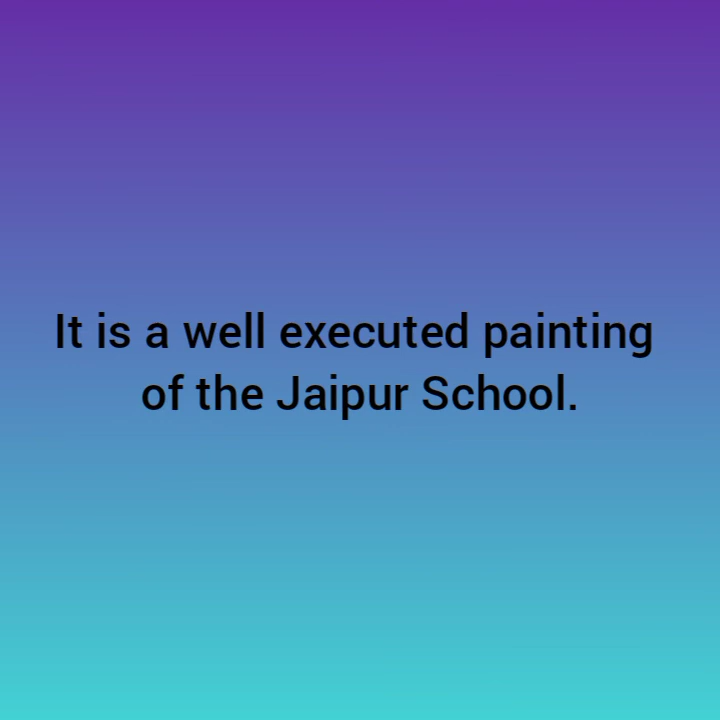 It is a well executed painting
of the Jaipur School.